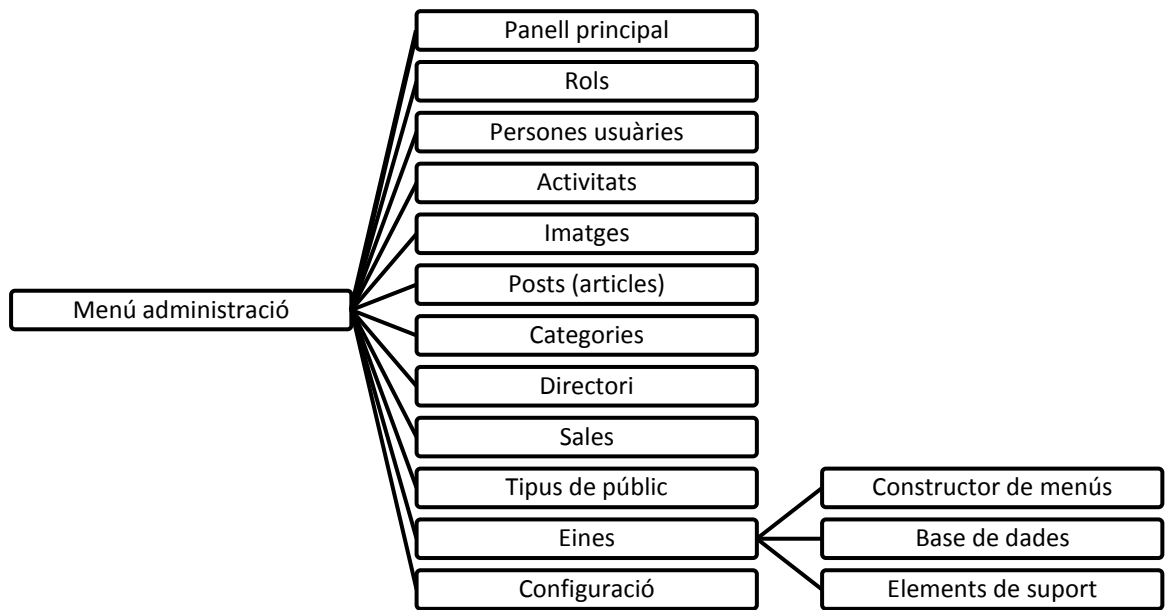 Menú administració
Panell principal
Rols
Persones usuàries
Activitats
Imatges
Posts (articles)
Categories
Directori
Sales
Tipus de públic
Eines
Constructor de menús
Base de dades
Elements de suport
Configuració